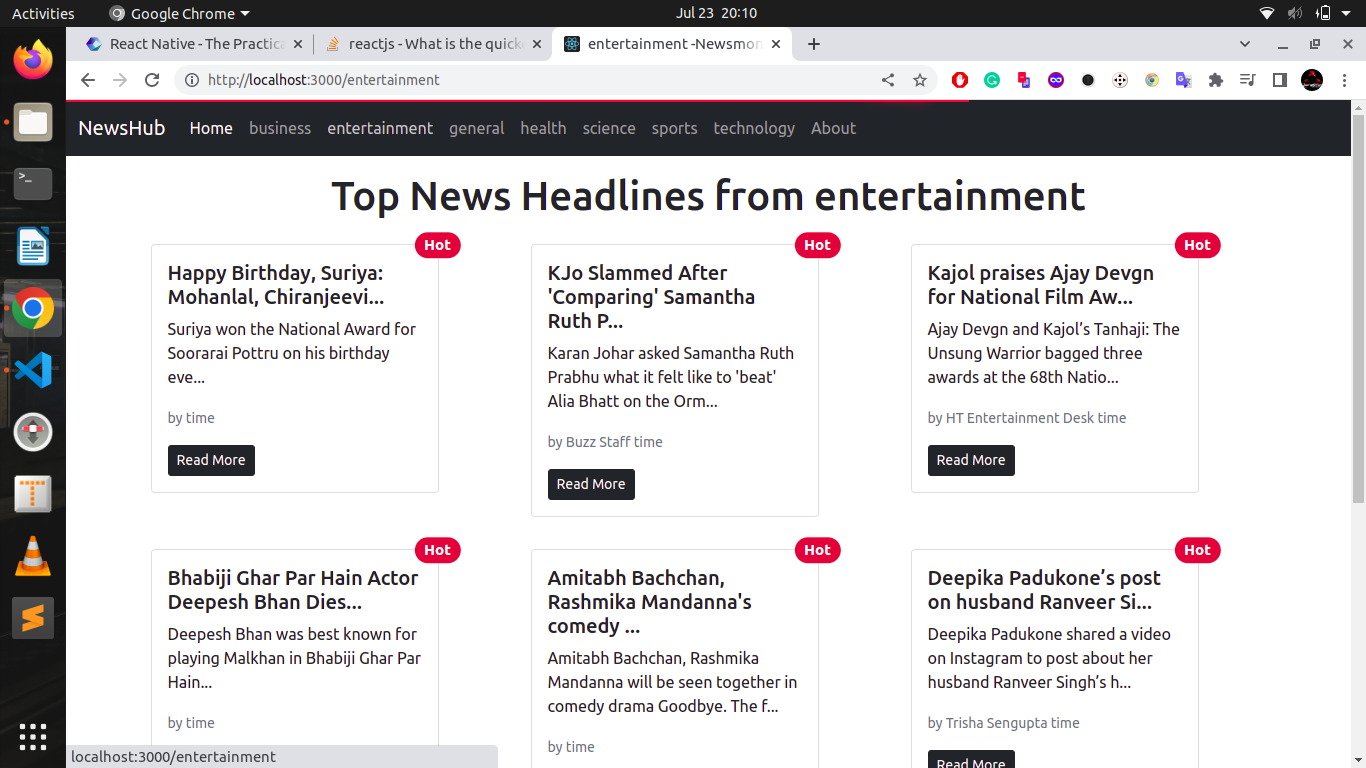 Activities Google Chrome Jul 23 20:10
React Native - The Practica reactjs - What is the quick entertainment -Newsmon
http://localhost:3000/entertainment
NewsHub Home business entertainment general health science sports technology About
Top News Headlines from entertainment
Hot
Happy Birthday, Suriya:
Mohanlal, Chiranjeevi...
Suriya won the National Award for
Soorarai Pottru on his birthday
eve...
by time
Read More
Hot
KJo Slammed After
'Comparing' Samantha
Ruth P...
Karan Johar asked Samantha Ruth
Prabhu what it felt like to 'beat'
Alia Bhatt on the Orm...
by Buzz Staff time
Read More
Hot
Kajol praises Ajay Devgn
for National Film Aw...
Ajay Devgn and Kajol’s Tanhaji: The
Unsung Warrior bagged three
awards at the 68th Natio...
by HT Entertainment Desk time
Read More
Hot
Bhabiji Ghar Par Hain Actor
Deepesh Bhan Dies...
Deepesh Bhan was best known for
playing Malkhan in Bhabiji Ghar Par
Hain...
by time
Hot
Amitabh Bachchan,
Rashmika Mandanna's
comedy ...
Amitabh Bachchan, Rashmika
Mandanna will be seen together in
comedy drama Goodbye. The f...
by time
Hot
Deepika Padukone’s post
on husband Ranveer Si...
Deepika Padukone shared a video
on Instagram to post about her
husband Ranveer Singh’s h...
by Trisha Sengupta time
Read More
localhost:3000/entertainment